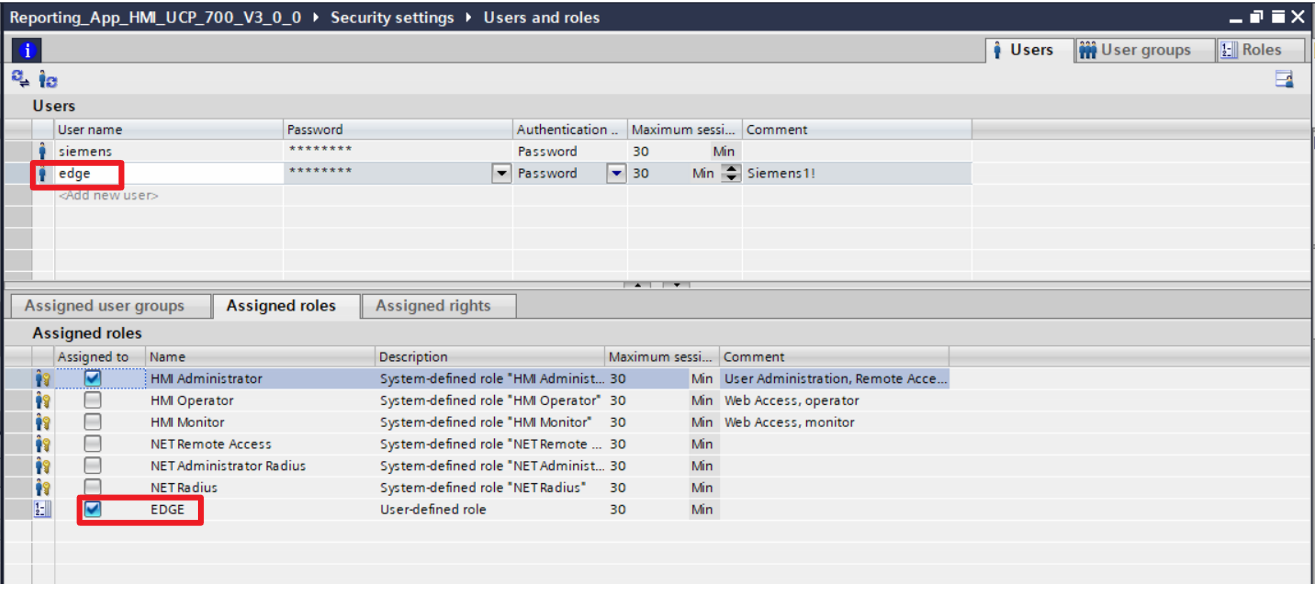 Reporting_App_HMI_UCP_700_V3_0_0 ▸ Security settings ▸ Users and roles
Users User groups Roles
Users
User name Password Authentication .. Maximum sessi... Comment
siemens ******** Password 30 Min
edge ******** Password 30 Min Siemens1!
<Add new user>
Assigned user groups Assigned roles Assigned rights
Assigned roles
Assigned to Name Description Maximum sessi... Comment
HMI Administrator System-defined role "HMI Administ... 30 Min User Administration, Remote Acce...
HMI Operator System-defined role "HMI Operator" 30 Min Web Access, operator
HMI Monitor System-defined role "HMI Monitor" 30 Min Web Access, monitor
NET Remote Access System-defined role "NET Remote ... 30 Min
NET Administrator Radius System-defined role "NET Administ... 30 Min
NET Radius System-defined role "NET Radius" 30 Min
EDGE User-defined role 30 Min